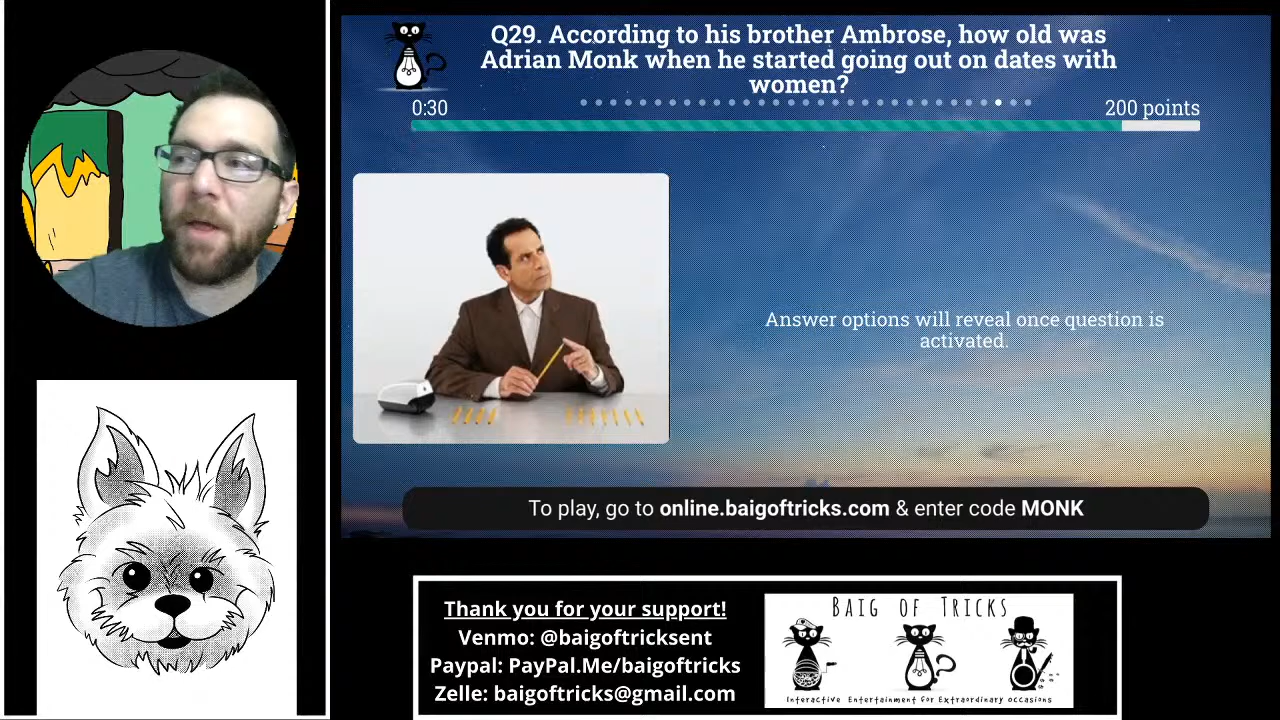 Q29. According to his brother Ambrose, how old was
Adrian Monk when he started going out on dates with
women?
0:30
200 points
Answer options will reveal once question is
activated.
To play, go to online.baigoftricks.com & enter code MONK
Thank you for your support!
Venmo: @baigoftricksent
Paypal: PayPal.Me/baigoftricks
Zelle: baigoftricks@gmail.com
BAIG OF TRICKS
Interactive Entertainment for Extraordinary occasions